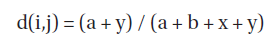 d(i,j) = (a + y) / (a + b + x + y)